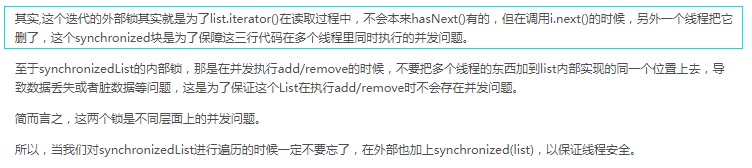 其实,这个迭代的外部锁其实就是为了list.iterator()在读取过程中，不会本来hasNext()有的，但在调用i.next()的时候，另外一个线程把它
删了，这个synchronized块是为了保障这三行代码在多个线程里同时执行的并发问题。
至于synchronizedList的内部锁，那是在并发执行add/remove的时候，不要把多个线程的东西加到list内部实现的同一个位置上去，导
致数据丢失或者脏数据等问题，这是为了保证这个List在执行add/remove时不会存在并发问题。
简而言之，这两个锁是不同层面上的并发问题。
所以，当我们对synchronizedList进行遍历的时候一定不要忘了，在外部也加上synchronized(list)，以保证线程安全。